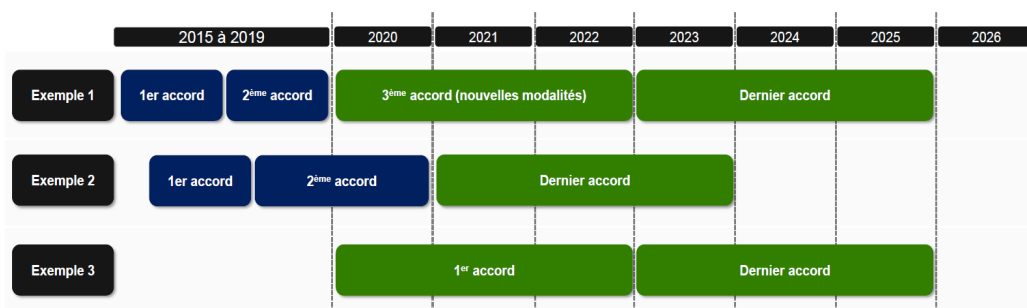 2015 à 2019 2020 2021 2022 2023 2024 2025 2026
Exemple 1 1er accord 2ème accord 3ème accord (nouvelles modalités) Dernier accord
Exemple 2 1er accord 2ème accord Dernier accord
Exemple 3 1er accord Dernier accord